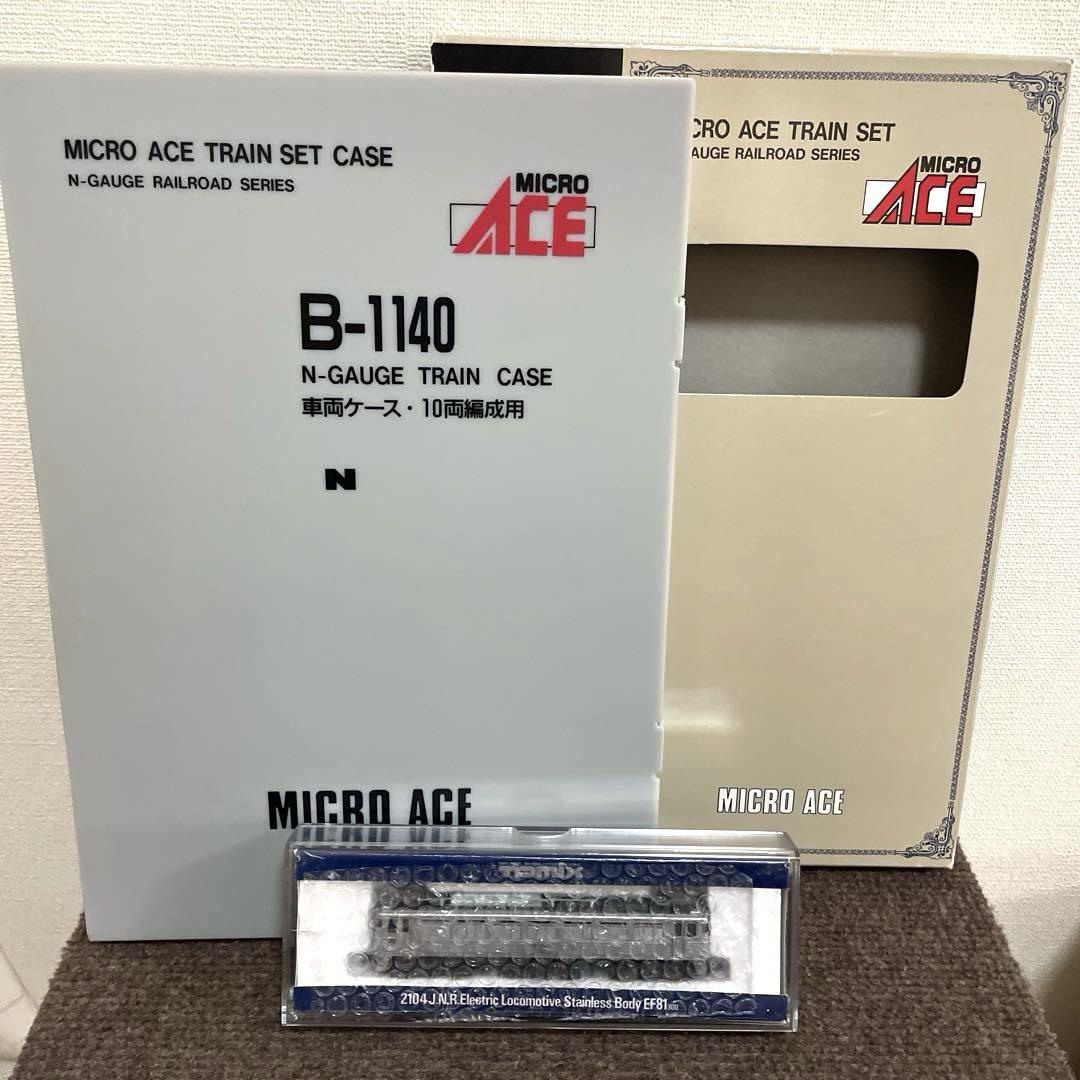 MICRO ACE TRAIN SET CASE
N-GAUGE RAILROAD SERIES
MICRO
ACE
B-1140
N-GAUGE TRAIN CASE
車両ケース・10両編成用
N
MICRO ACE
CRO ACE TRAIN SET
AUGE RAILROAD SERIES
MICRO
ACE
MICRO ACE
TOMIX
2104 J.N.R. Electric Locomotive Stainless Body EF81